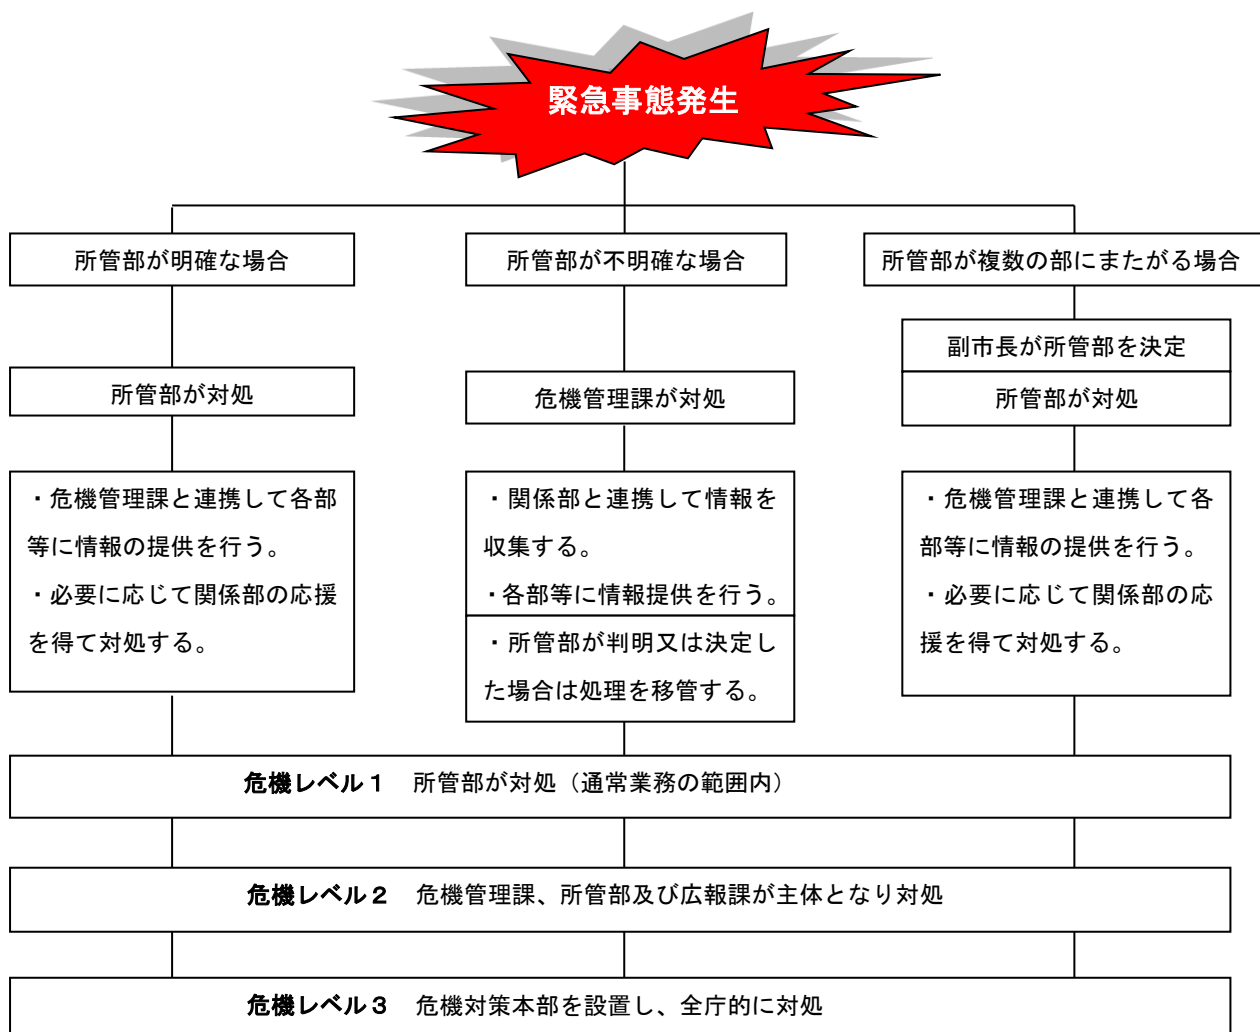 緊急事態発生
所管部が明確な場合
所管部が不明確な場合
所管部が複数の部にまたがる場合
副市長が所管部を決定
所管部が対処
危機管理課が対処
所管部が対処
・危機管理課と連携して各部
等に情報の提供を行う。
・必要に応じて関係部の応援
を得て対処する。
・関係部と連携して情報を
収集する。
・各部等に情報提供を行う。
・所管部が判明又は決定し
た場合は処理を移管する。
・危機管理課と連携して各
部等に情報の提供を行う。
・必要に応じて関係部の応
援を得て対処する。
危機レベル１　所管部が対処（通常業務の範囲内）
危機レベル２　危機管理課、所管部及び広報課が主体となり対処
危機レベル３　危機対策本部を設置し、全庁的に対処